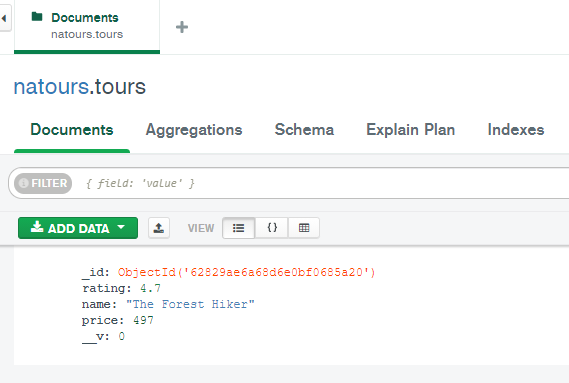 Documents
natours.tours
natours.tours
Documents Aggregations Schema Explain Plan Indexes
FILTER { field: 'value' }
ADD DATA VIEW { }
_id: ObjectId('62829ae6a68d6e0bf0685a20')
rating: 4.7
name: "The Forest Hiker"
price: 497
__v: 0